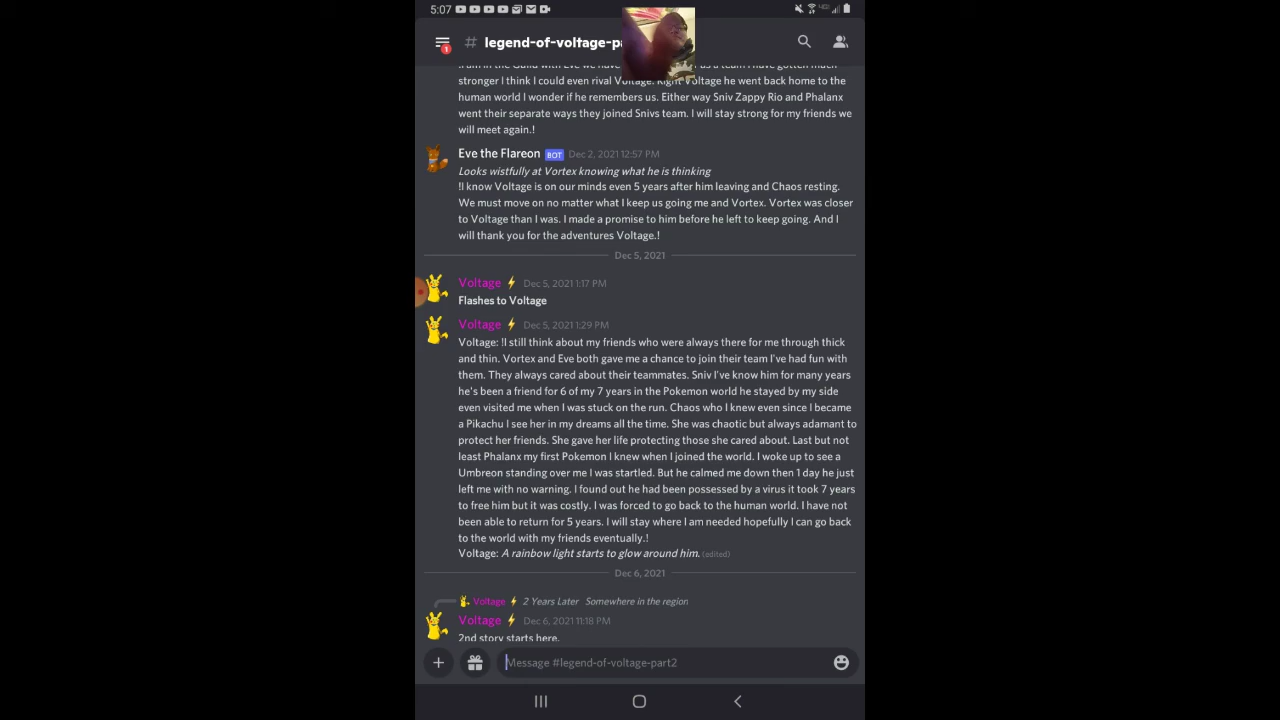 5:07
# legend-of-voltage-p
1
stronger I think I could even rival Voltage. Right Voltage he went back home to the
human world I wonder if he remembers us. Either way Sniv Zappy Rio and Phalanx
went their separate ways they joined Snivs team. I will stay strong for my friends we
will meet again.!
Eve the Flareon BOT Dec 2, 2021 12:57 PM
Looks wistfully at Vortex knowing what he is thinking
!I know Voltage is on our minds even 5 years after him leaving and Chaos resting.
We must move on no matter what I keep us going me and Vortex. Vortex was closer
to Voltage than I was. I made a promise to him before he left to keep going. And I
will thank you for the adventures Voltage.!
Dec 5, 2021
Voltage ⚡ Dec 5, 2021 1:17 PM
Flashes to Voltage
Voltage ⚡ Dec 5, 2021 1:29 PM
Voltage: !I still think about my friends who were always there for me through thick
and thin. Vortex and Eve both gave me a chance to join their team I've had fun with
them. They always cared about their teammates. Sniv I've know him for many years
he's been a friend for 6 of my 7 years in the Pokemon world he stayed by my side
even visited me when I was stuck on the run. Chaos who I knew even since I became
a Pikachu I see her in my dreams all the time. She was chaotic but always adamant to
protect her friends. She gave her life protecting those she cared about. Last but not
least Phalanx my first Pokemon I knew when I joined the world. I woke up to see a
Umbreon standing over me I was startled. But he calmed me down then 1 day he just
left me with no warning. I found out he had been possessed by a virus it took 7 years
to free him but it was costly. I was forced to go back to the human world. I have not
been able to return for 5 years. I will stay where I am needed hopefully I can go back
to the world with my friends eventually.!
Voltage: A rainbow light starts to glow around him. (edited)
Dec 6, 2021
Voltage ⚡ 2 Years Later Somewhere in the region
Voltage ⚡ Dec 6, 2021 11:18 PM
2nd story starts here.
Message #legend-of-voltage-part2